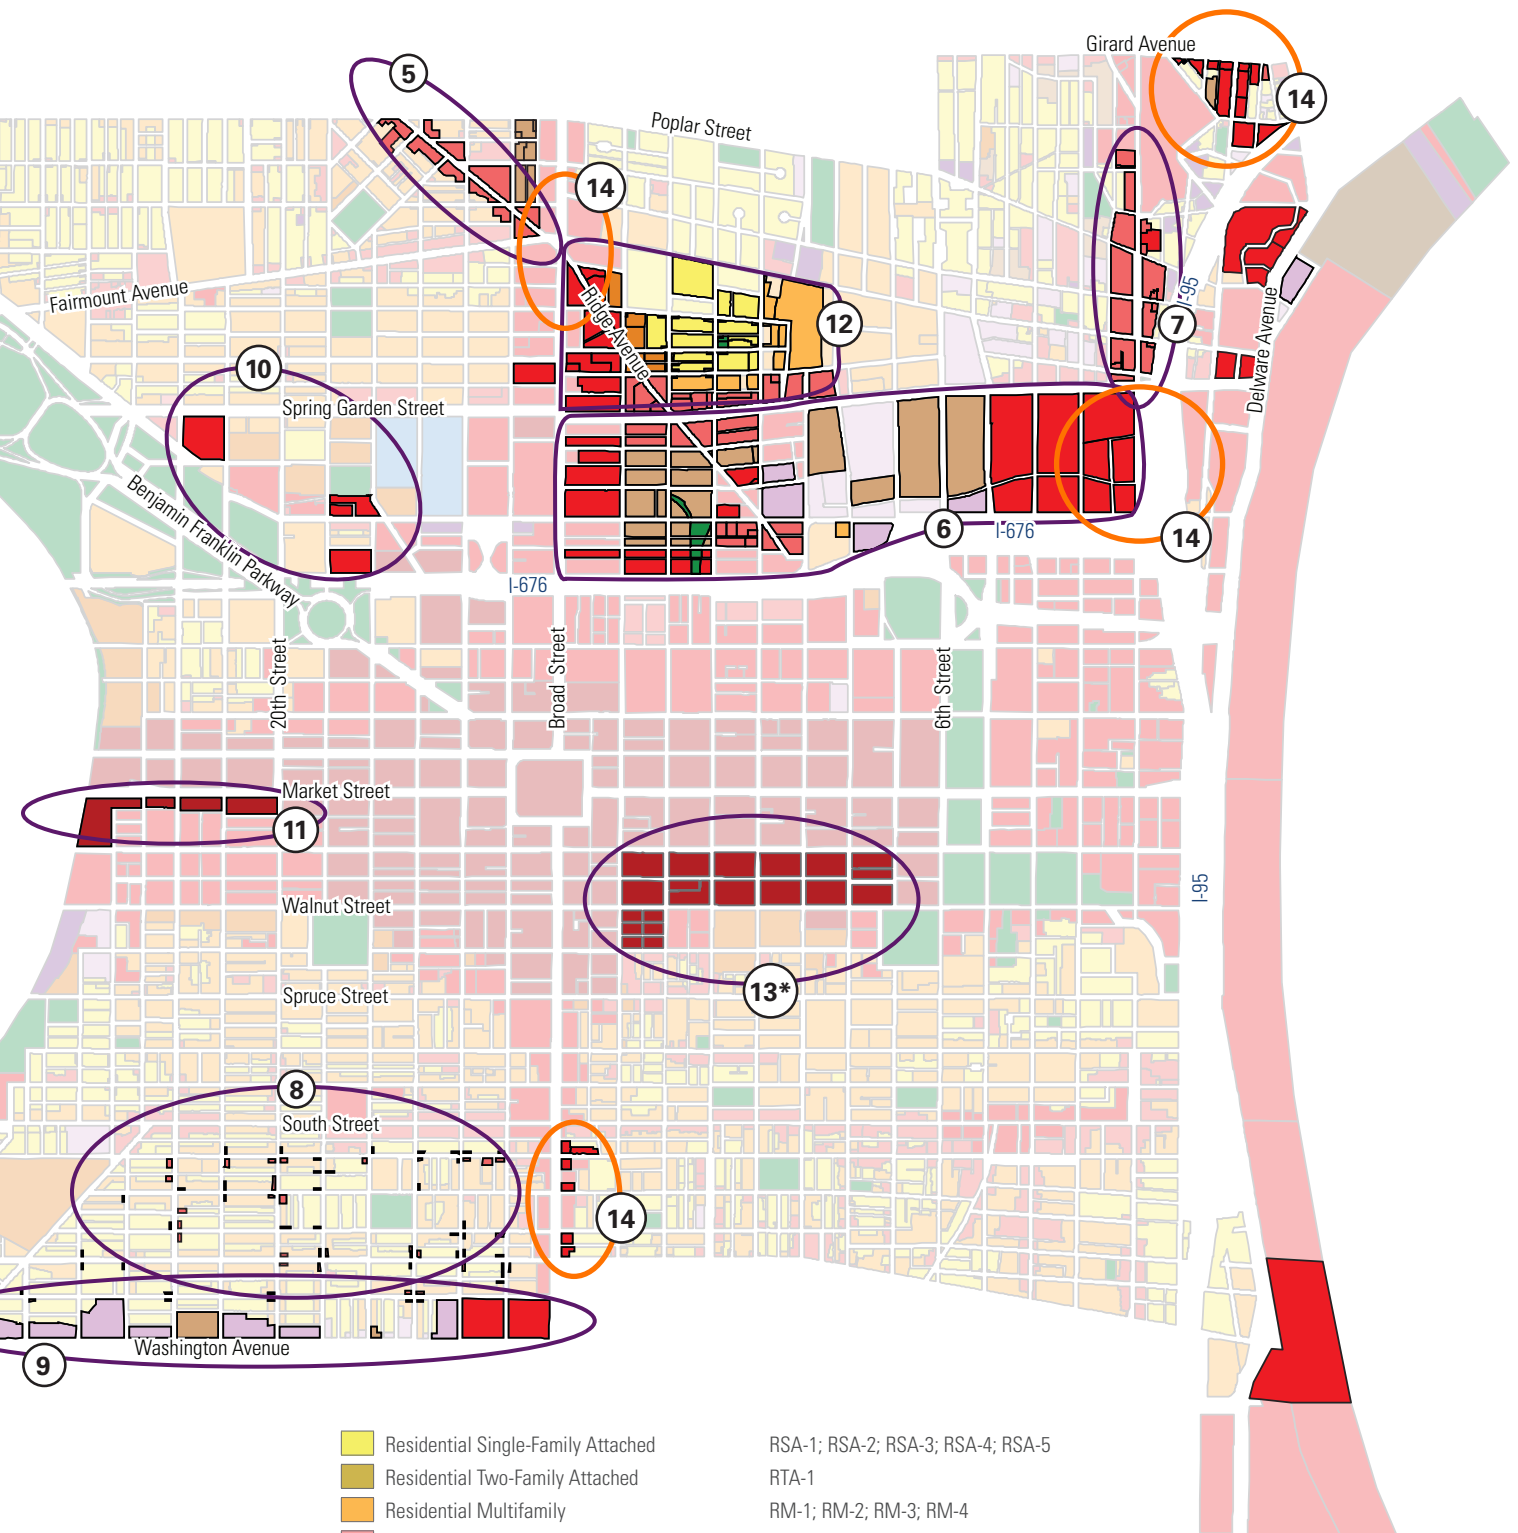 Girard Avenue
5
14
Poplar Street
14
7
I-95
Fairmount Avenue
Ridge Avenue
12
Delware Avenue
10
Spring Garden Street
Benjamin Franklin Parkway
6
I-676
14
I-676
20th Street
Broad Street
6th Street
Market Street
11
Walnut Street
I-95
13*
Spruce Street
8
South Street
14
Washington Avenue
9
Residential Single-Family Attached RSA-1; RSA-2; RSA-3; RSA-4; RSA-5
Residential Two-Family Attached RTA-1
Residential Multifamily RM-1; RM-2; RM-3; RM-4